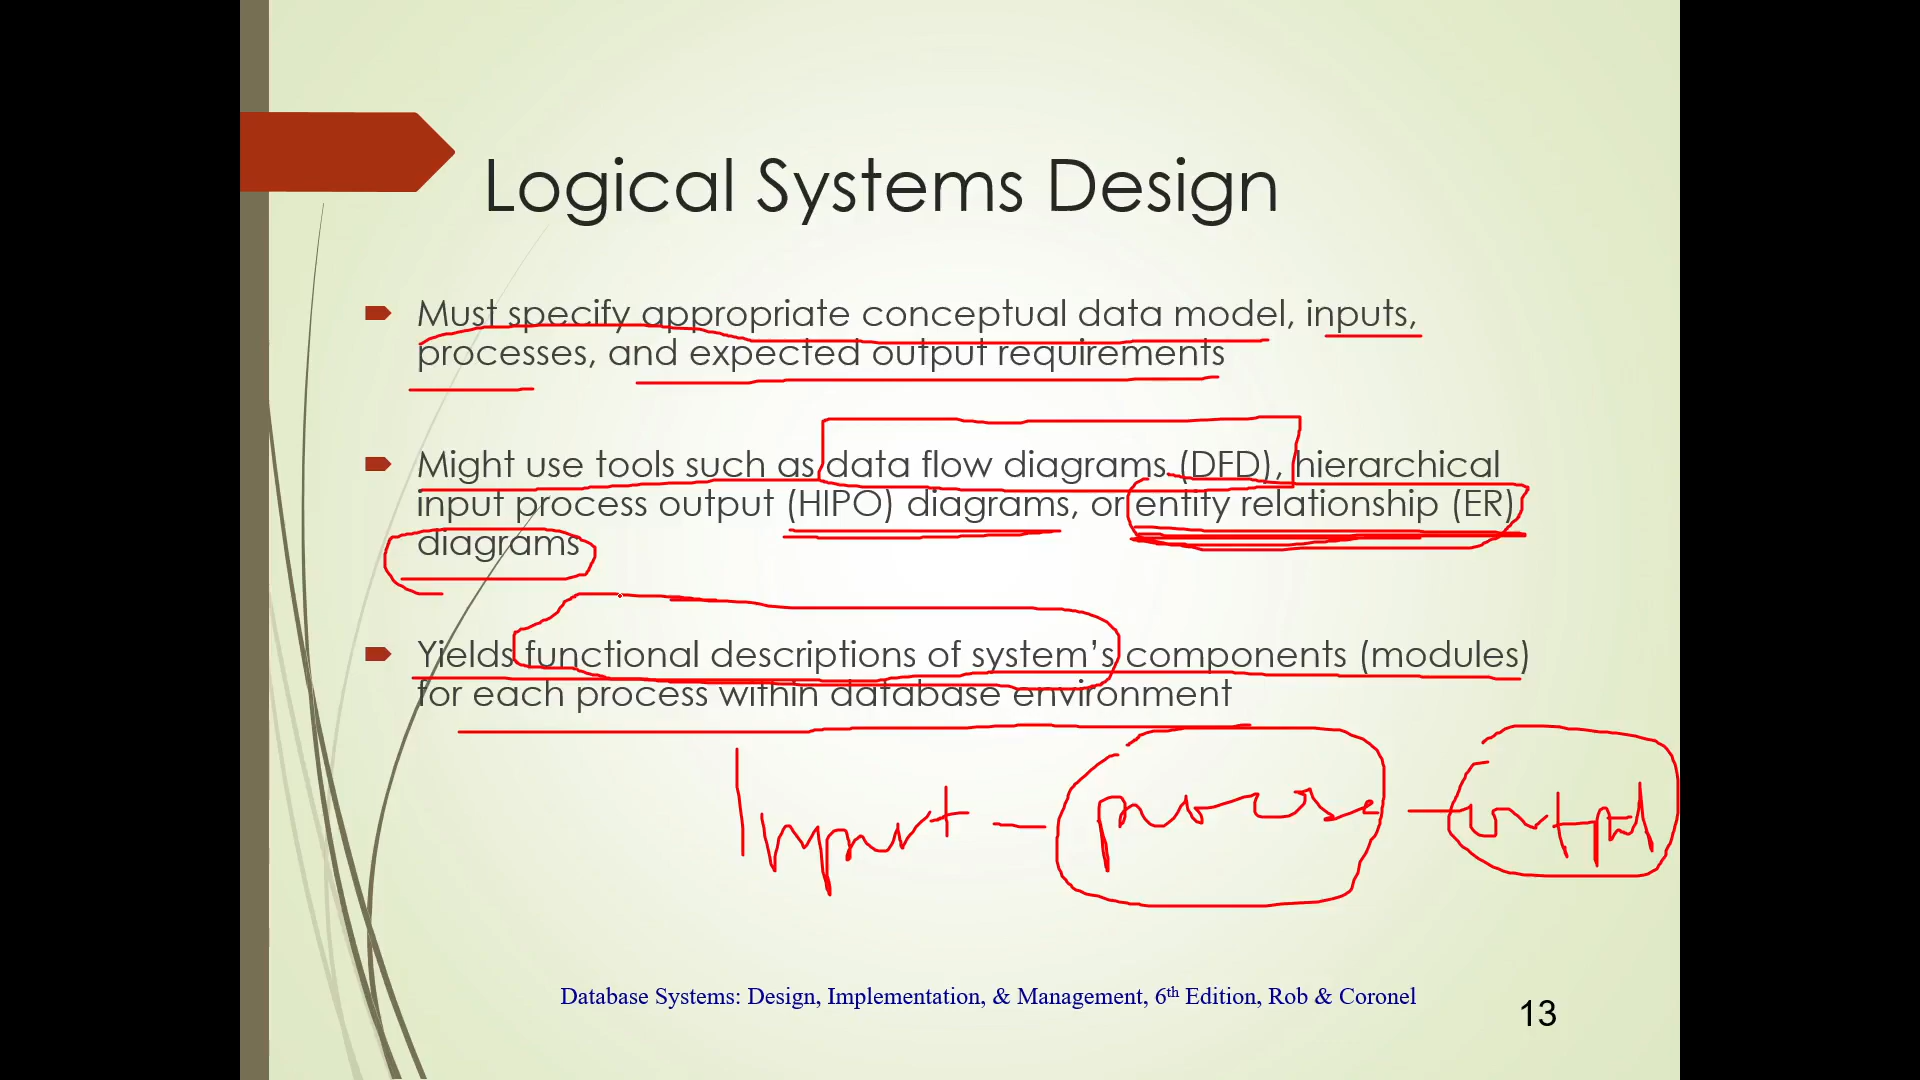 Logical Systems Design
Must specify appropriate conceptual data model, inputs,
processes, and expected output requirements
Might use tools such as data flow diagrams (DFD), hierarchical
input process output (HIPO) diagrams, or entity relationship (ER)
diagrams
Yields functional descriptions of system's components (modules)
for each process within database environment
Input - process - output
Database Systems: Design, Implementation, & Management, 6th Edition, Rob & Coronel
13